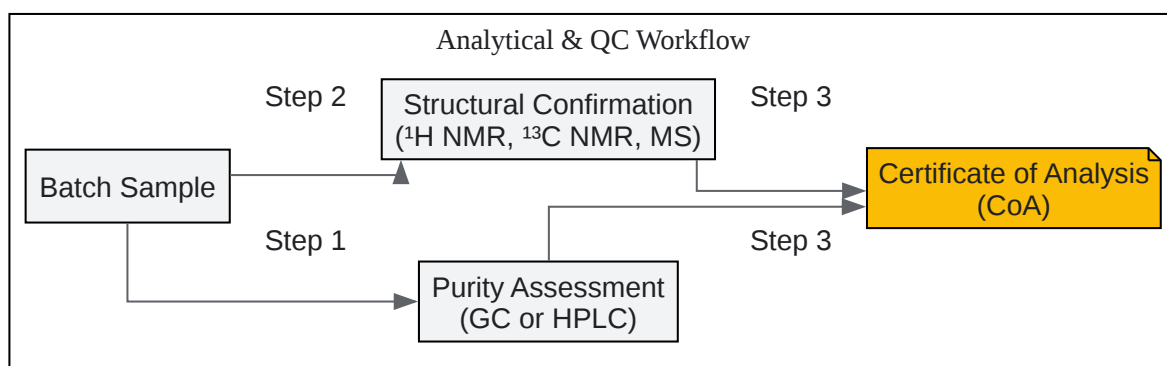 Analytical & QC Workflow
Step 2
Structural Confirmation
(¹H NMR, ¹³C NMR, MS)
Step 3
Batch Sample
Certificate of Analysis
(CoA)
Step 1
Step 3
Purity Assessment
(GC or HPLC)